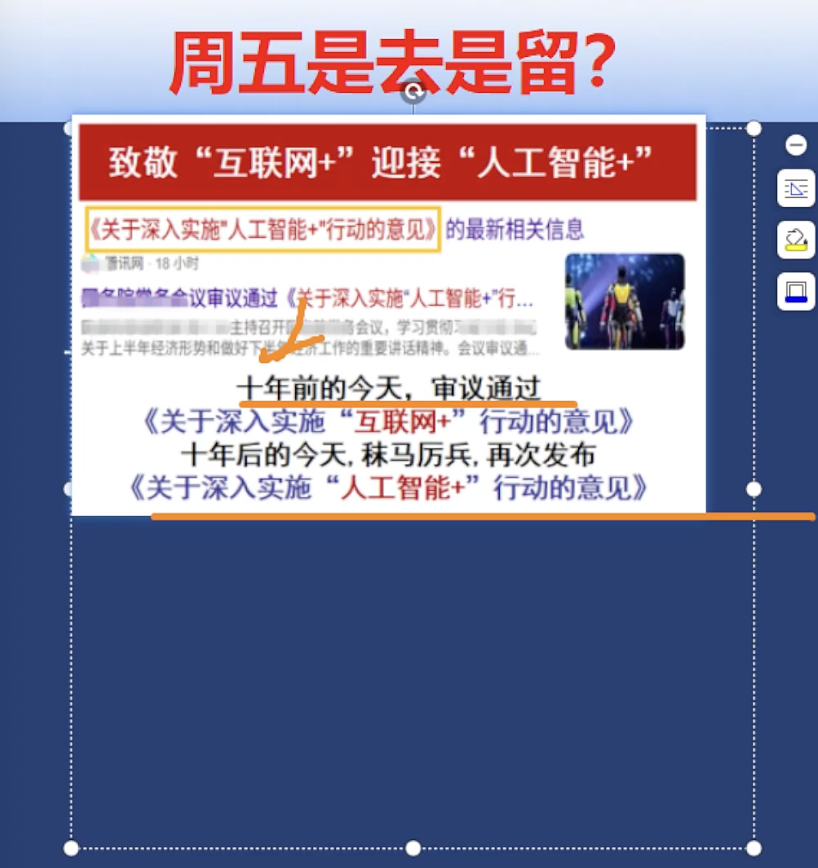 周五是去是留？
致敬“互联网+”迎接“人工智能+”
《关于深入实施"人工智能+"行动的意见》的最新相关信息
讯网 · 18 小时
议审议通过《关于深入实施“人工智能+”行...
主持召开 会议，学习贯彻习
关于上半年经济形势和做好下半年经济工作的重要讲话精神。会议审议通...
十年前的今天，审议通过
《关于深入实施“互联网+”行动的意见》
十年后的今天, 秣马厉兵, 再次发布
《关于深入实施“人工智能+”行动的意见》